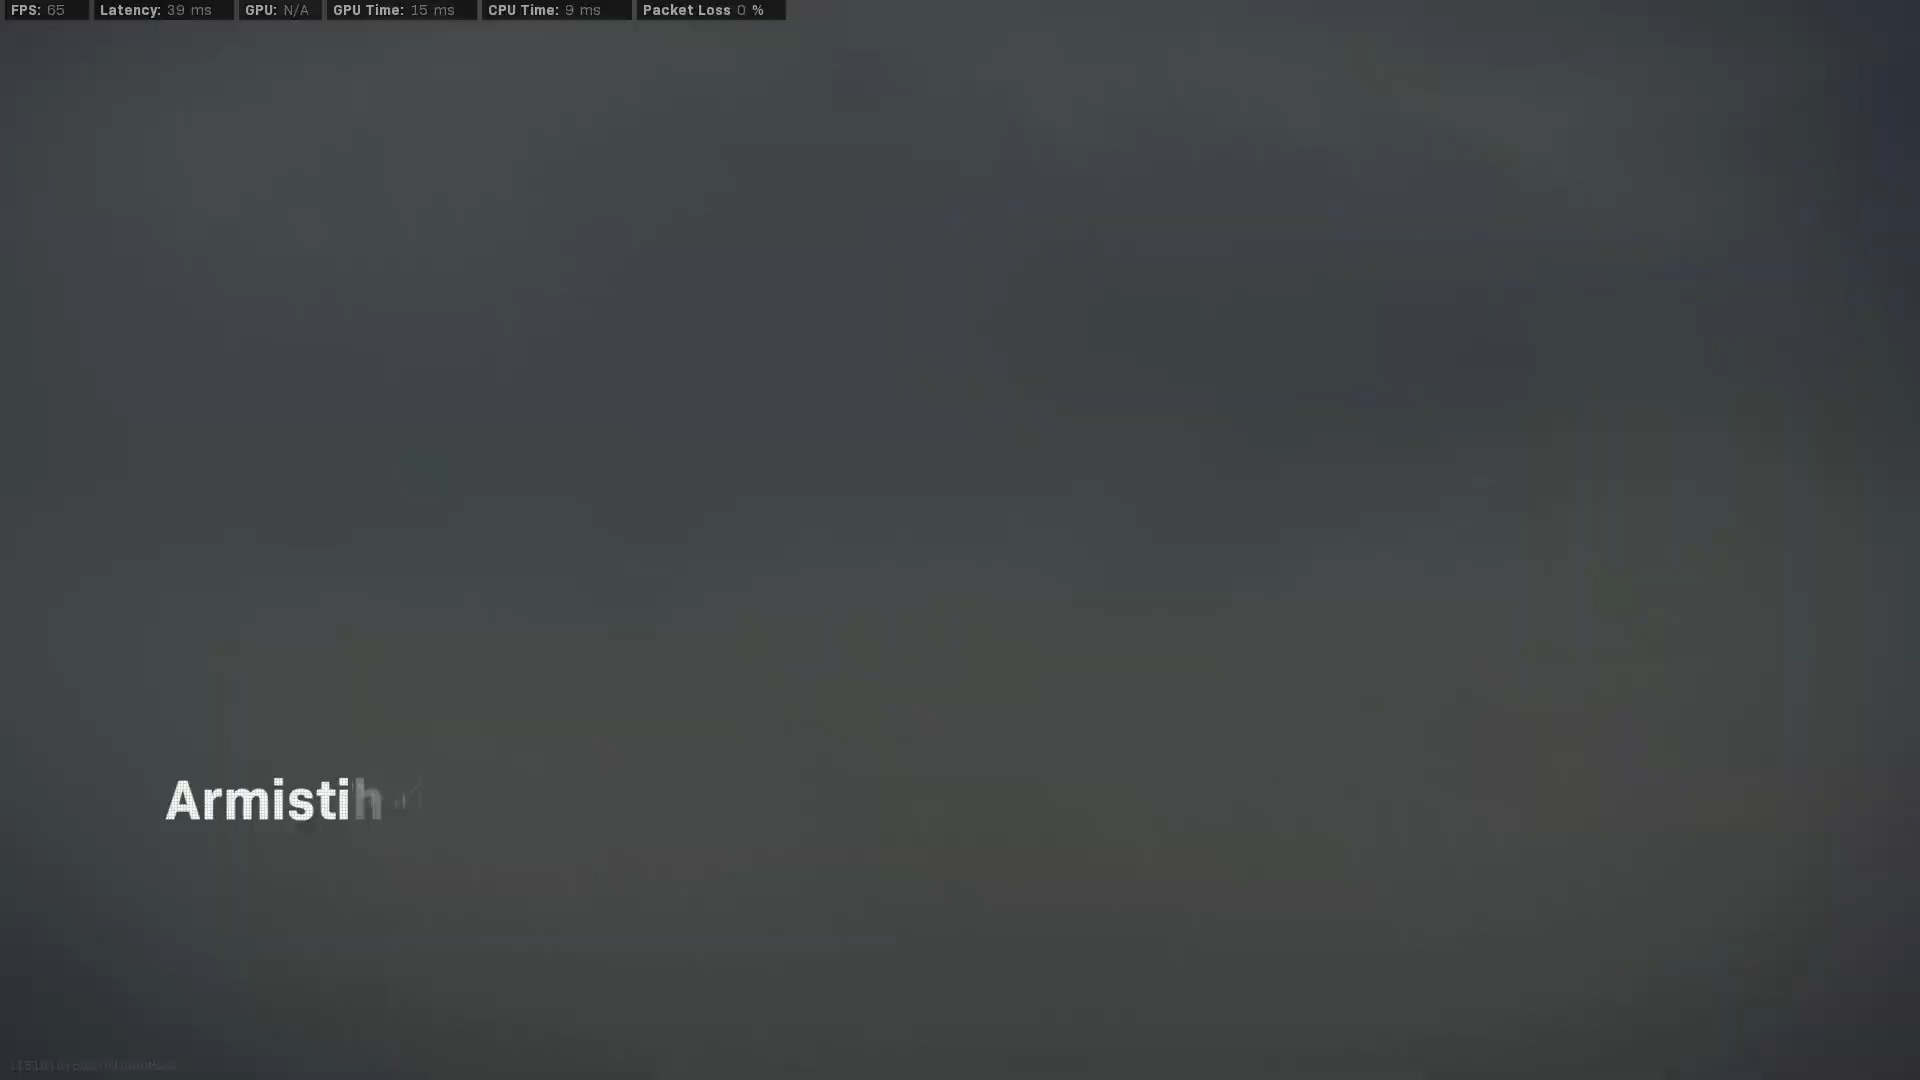 FPS: 65 Latency: 39 ms GPU: N/A GPU Time: 15 ms CPU Time: 9 ms Packet Loss 0 %
Armistih